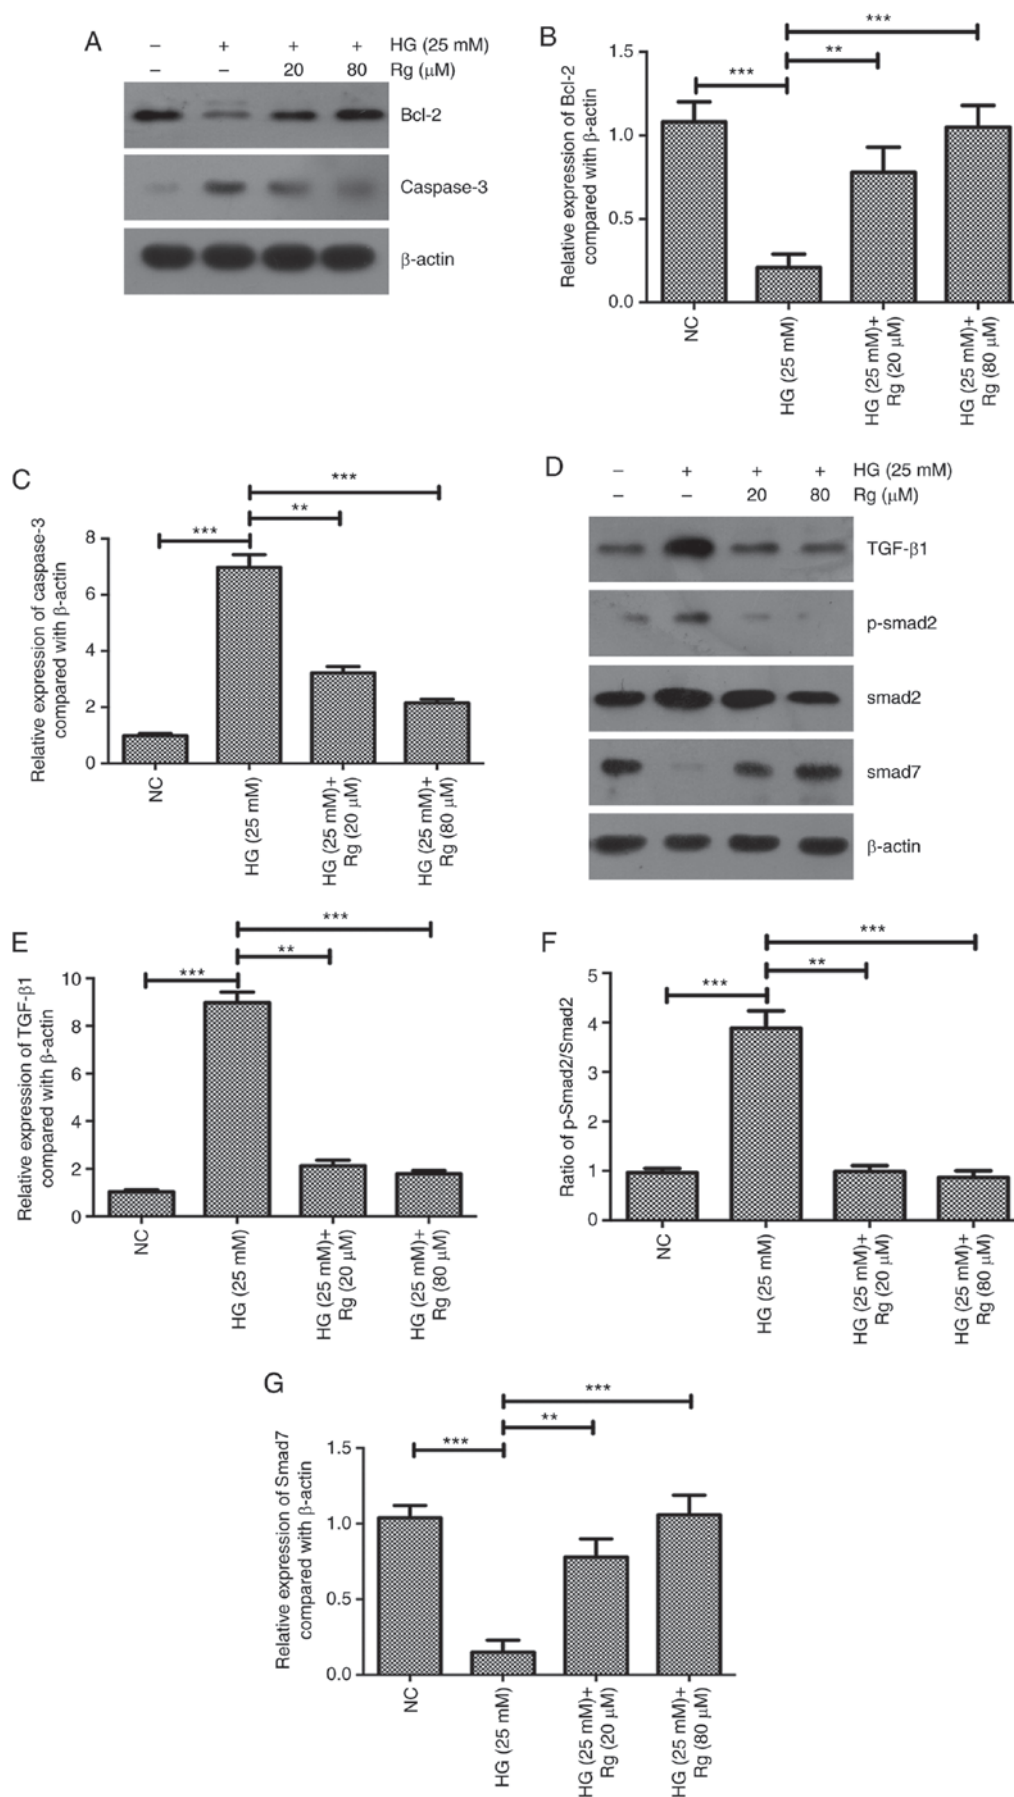 A
– + + + HG (25 mM)
– – 20 80 Rg (μM)
Bcl-2
Caspase-3
β-actin
B
Relative expression of Bcl-2
compared with β-actin
1.5
1.0
0.5
0.0
***
**
***
NC
HG (25 mM)
HG (25 mM)+
Rg (20 μM)
HG (25 mM)+
Rg (80 μM)
C
Relative expression of caspase-3
compared with β-actin
8
6
4
2
0
***
**
***
NC
HG (25 mM)
HG (25 mM)+
Rg (20 μM)
HG (25 mM)+
Rg (80 μM)
D
– + + + HG (25 mM)
– – 20 80 Rg (μM)
TGF-β1
p-smad2
smad2
smad7
β-actin
E
Relative expression of TGF-β1
compared with β-actin
10
8
6
4
2
0
***
**
***
NC
HG (25 mM)
HG (25 mM)+
Rg (20 μM)
HG (25 mM)+
Rg (80 μM)
F
Ratio of p-Smad2/Smad2
5
4
3
2
1
0
***
**
***
NC
HG (25 mM)
HG (25 mM)+
Rg (20 μM)
HG (25 mM)+
Rg (80 μM)
G
Relative expression of Smad7
compared with β-actin
1.5
1.0
0.5
0.0
***
**
***
NC
HG (25 mM)
HG (25 mM)+
Rg (20 μM)
HG (25 mM)+
Rg (80 μM)